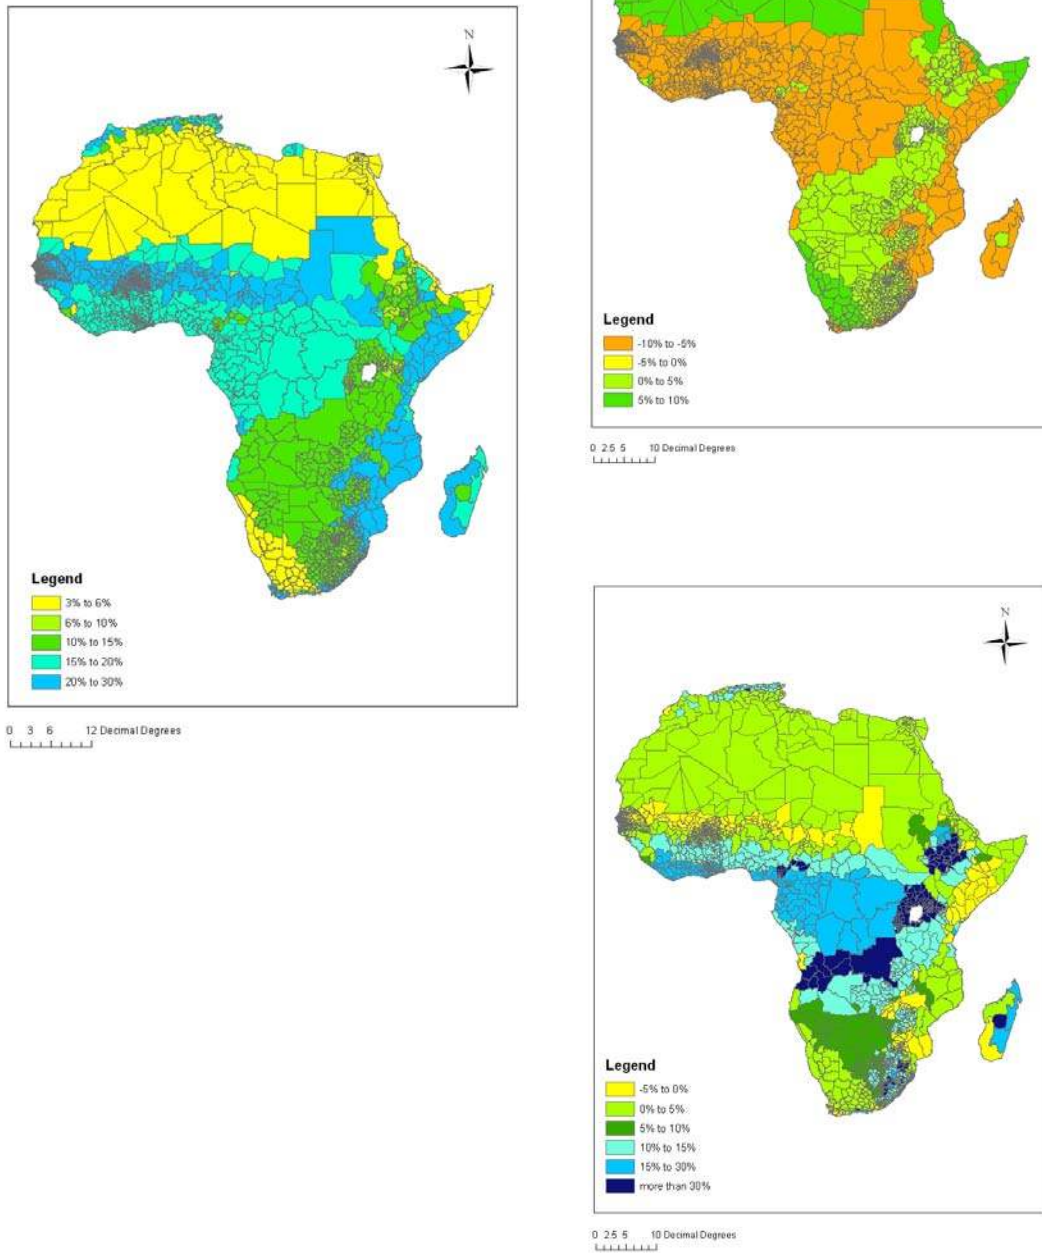 N
Legend
3% to 6%
6% to 10%
10% to 15%
15% to 20%
20% to 30%
0 3 6 12 Decimal Degrees
Legend
-10% to -5%
-5% to 0%
0% to 5%
5% to 10%
0 2.5 5 10 Decimal Degrees
N
Legend
-5% to 0%
0% to 5%
5% to 10%
10% to 15%
15% to 30%
more than 30%
0 2.5 5 10 Decimal Degrees